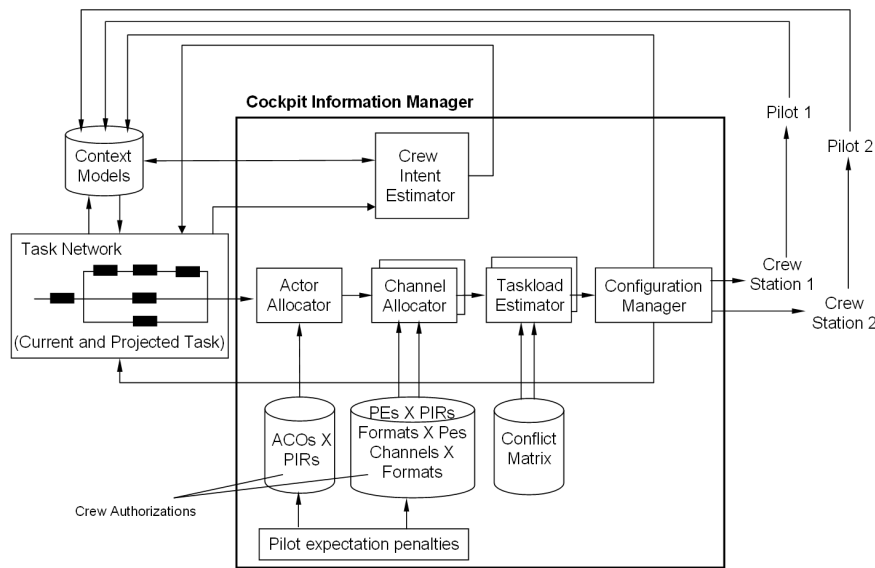 Cockpit Information Manager
Pilot 1
Pilot 2
Context
Models
Crew
Intent
Estimator
Task Network
(Current and Projected Task)
Actor
Allocator
Channel
Allocator
Taskload
Estimator
Configuration
Manager
Crew
Station 1
Crew
Station 2
ACOs X
PIRs
PEs X PIRs
Formats X Pes
Channels X
Formats
Conflict
Matrix
Crew Authorizations
Pilot expectation penalties